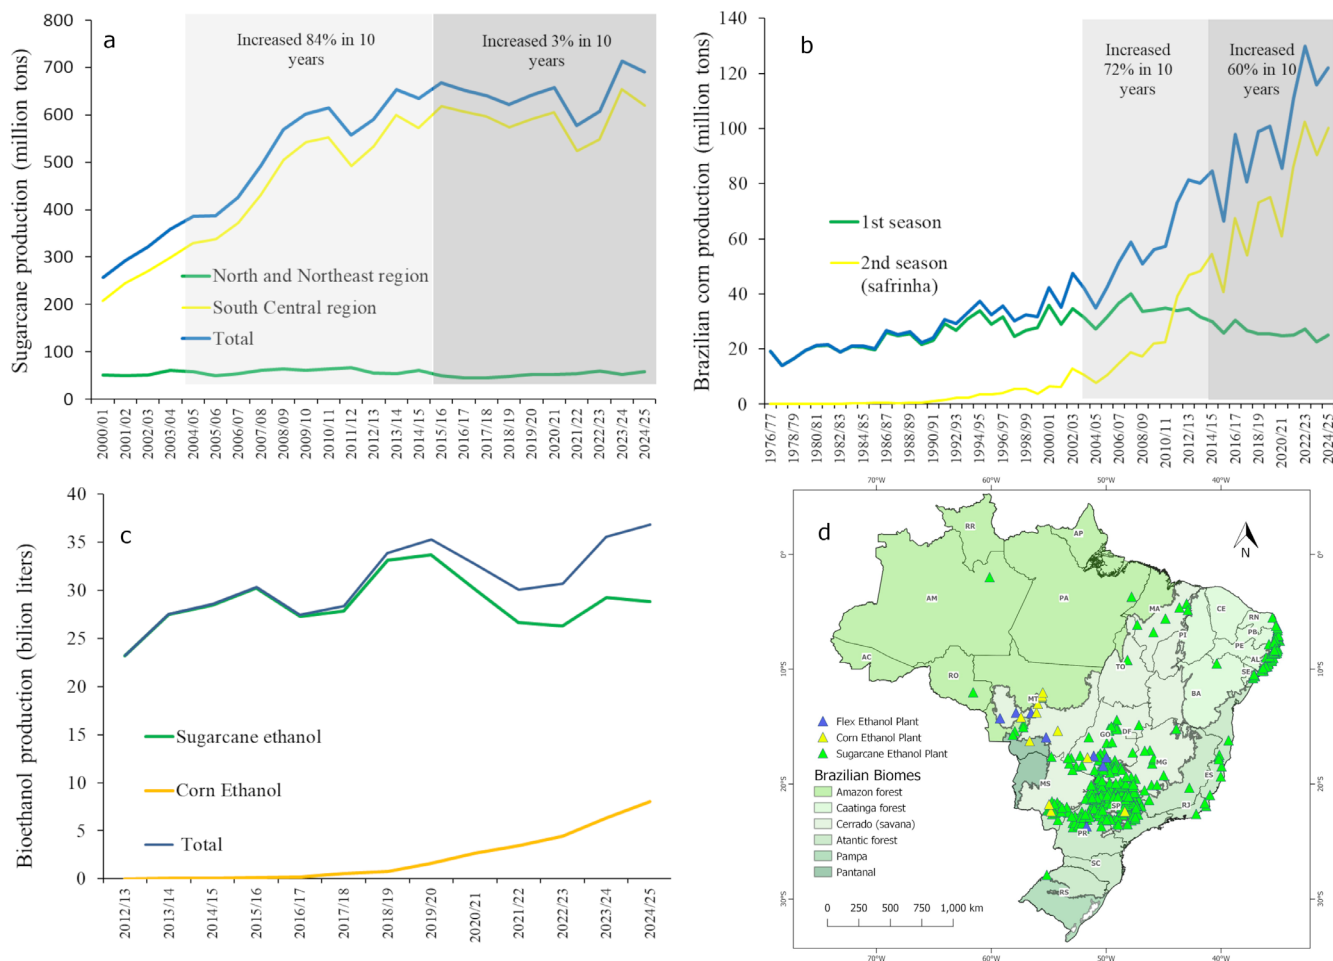 a
Sugarcane production (million tons)
800
700
600
500
400
300
200
100
0
Increased 84% in 10
years
Increased 3% in 10
years
North and Northeast region
South Central region
Total
2000/01
2001/02
2002/03
2003/04
2004/05
2005/06
2006/07
2007/08
2008/09
2009/10
2010/11
2011/12
2012/13
2013/14
2014/15
2015/16
2016/17
2017/18
2018/19
2019/20
2020/21
2021/22
2022/23
2023/24
2024/25
b
Brazilian corn production (million tons)
140
120
100
80
60
40
20
0
Increased
72% in 10
years
Increased
60% in 10
years
1st season
2nd season
(safrinha)
1976/77
1978/79
1980/81
1982/83
1984/85
1986/87
1988/89
1990/91
1992/93
1994/95
1996/97
1998/99
2000/01
2002/03
2004/05
2006/07
2008/09
2010/11
2012/13
2014/15
2016/17
2018/19
2020/21
2022/23
2024/25
c
Bioethanol production (bilion liters)
40
35
30
25
20
15
10
5
0
Sugarcane ethanol
Corn Ethanol
Total
2012/13
2013/14
2014/15
2015/16
2016/17
2017/18
2018/19
2019/20
2020/21
2021/22
2022/23
2023/24
2024/25
d
70°W
60°W
50°W
40°W
0°
10°S
20°S
30°S
0°
10°S
20°S
30°S
N
RR
AP
AM
PA
MA
CE
RN
PB
PE
PI
AL
SE
AC
RO
TO
BA
MT
GO
DF
MG
ES
MS
SP
RJ
PR
SC
RS
Flex Ethanol Plant
Corn Ethanol Plant
Sugarcane Ethanol Plant
Brazilian Biomes
Amazon forest
Caatinga forest
Cerrado (savana)
Atantic forest
Pampa
Pantanal
0 250 500 750 1,000 km
70°W
60°W
50°W
40°W